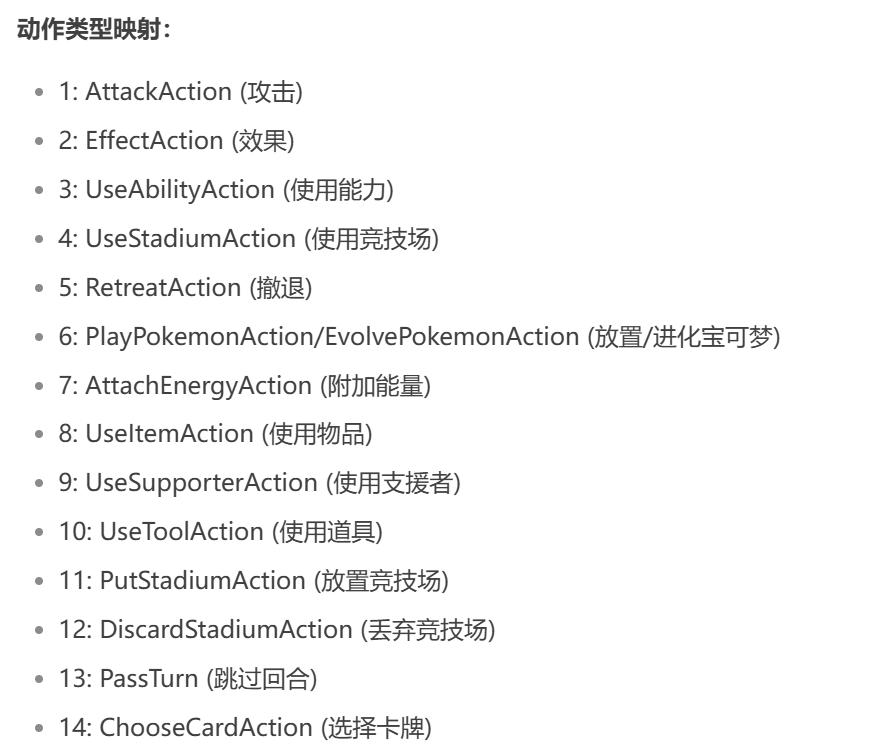 动作类型映射：
1: AttackAction (攻击)
2: EffectAction (效果)
3: UseAbilityAction (使用能力)
4: UseStadiumAction (使用竞技场)
5: RetreatAction (撤退)
6: PlayPokemonAction/EvolvePokemonAction (放置/进化宝可梦)
7: AttachEnergyAction (附加能量)
8: UseItemAction (使用物品)
9: UseSupporterAction (使用支援者)
10: UseToolAction (使用道具)
11: PutStadiumAction (放置竞技场)
12: DiscardStadiumAction (丢弃竞技场)
13: PassTurn (跳过回合)
14: ChooseCardAction (选择卡牌)